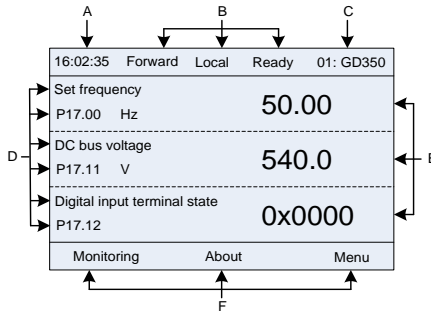 A B C
16:02:35 Forward Local Ready 01: GD350
Set frequency
P17.00 Hz
50.00
DC bus voltage
P17.11 V
540.0
D
E
Digital input terminal state
P17.12
0x0000
Monitoring About Menu
F